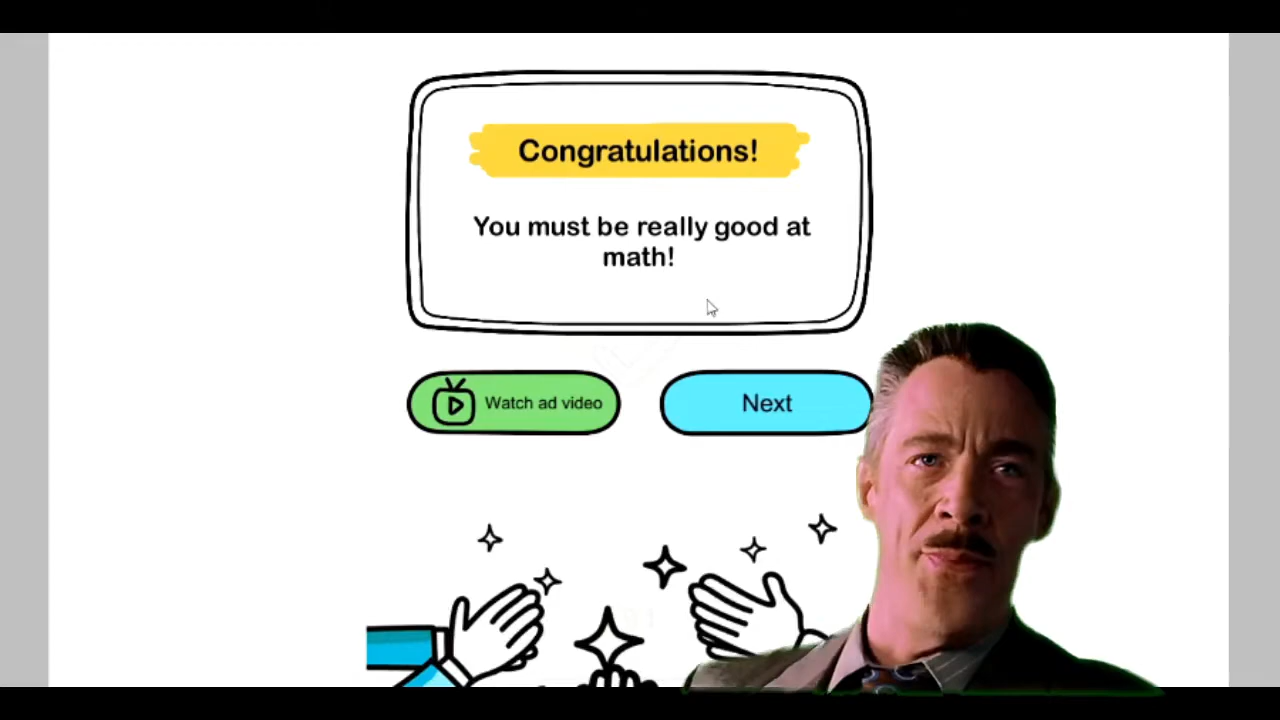 Congratulations!
You must be really good at
math!
Watch ad video
Next